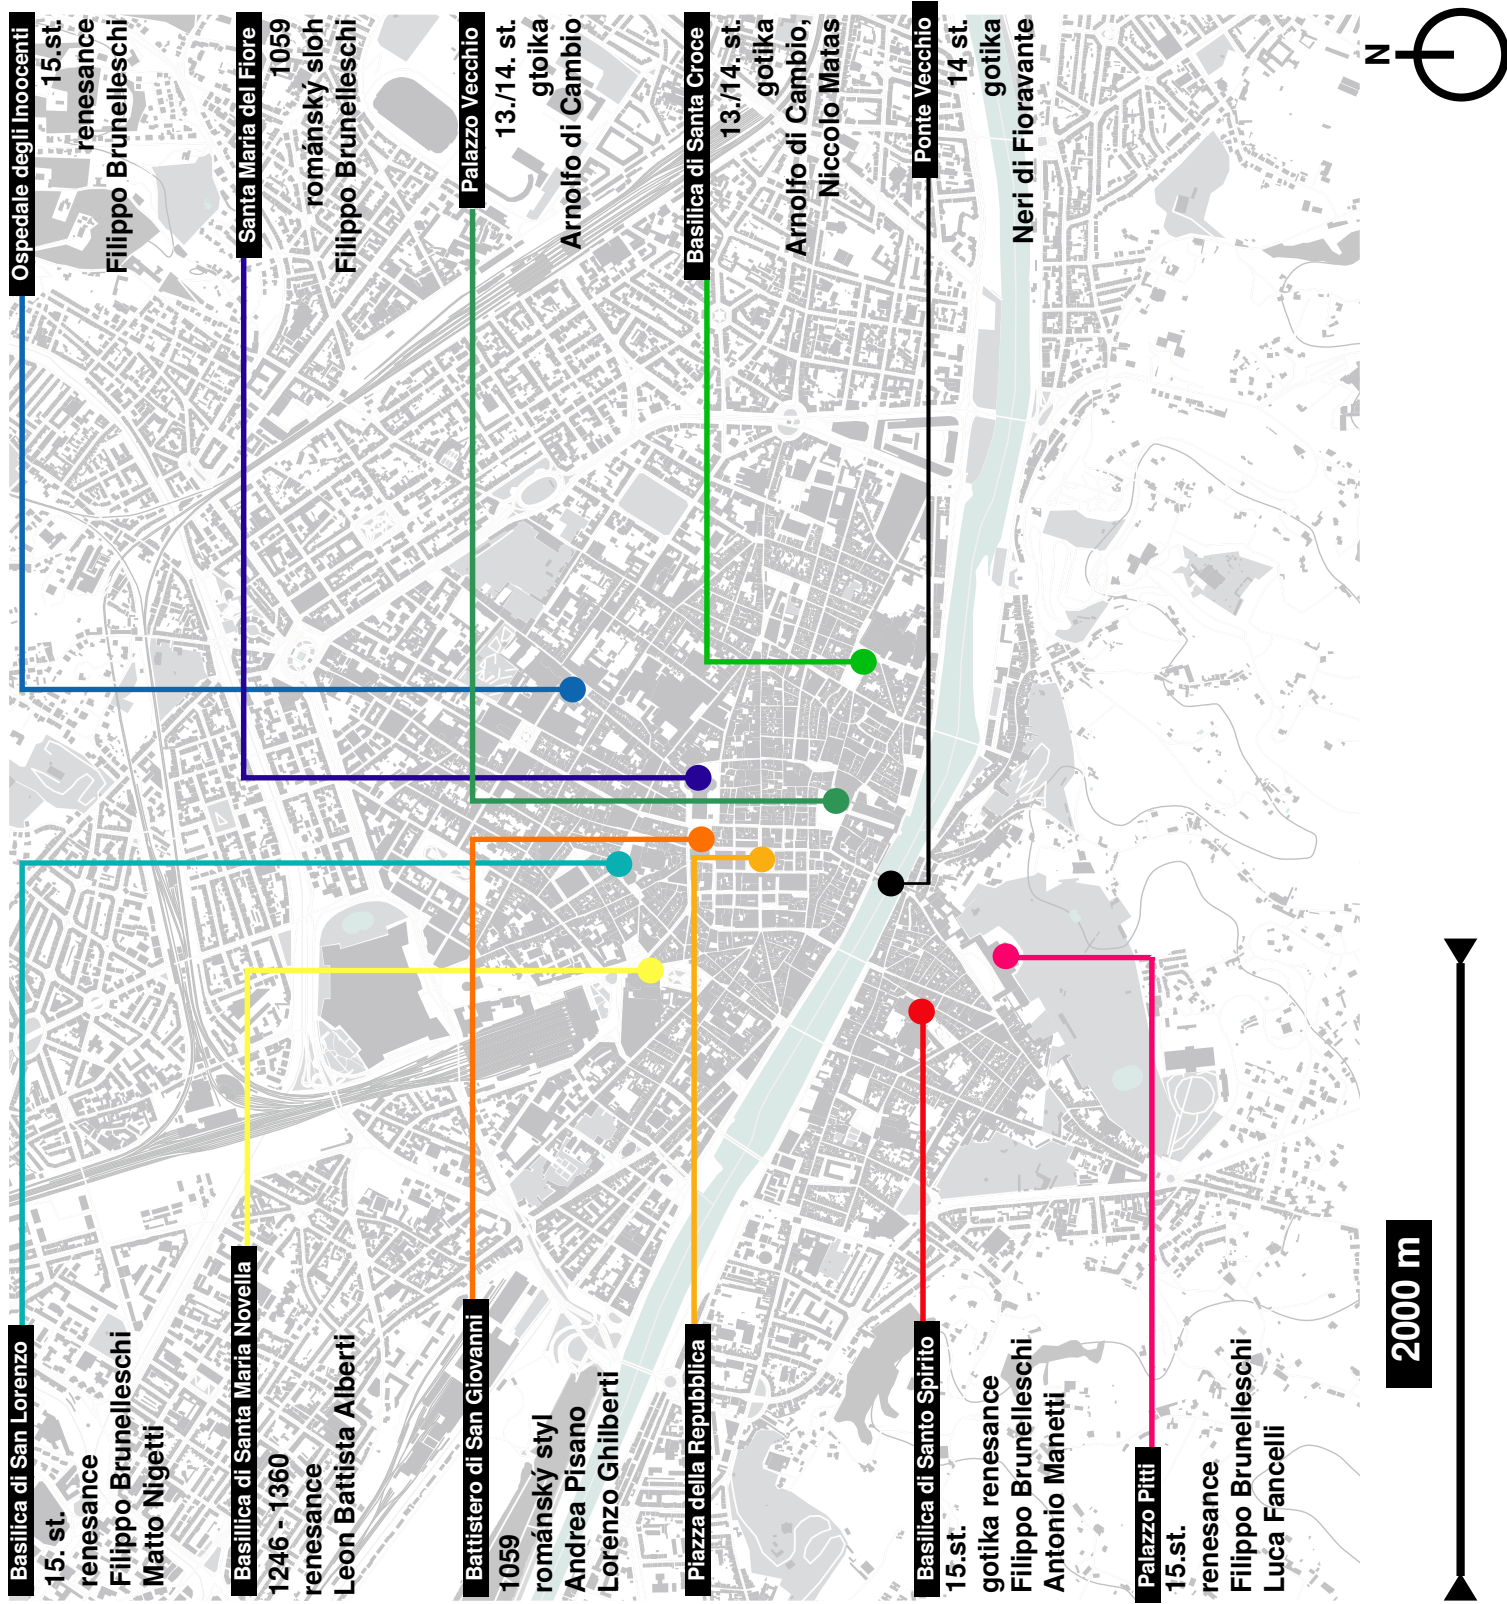 Basilica di San Lorenzo
15. st.
renesance
Filippo Brunelleschi
Matto Nigetti
Basillica di Santa Maria Novella
1246 - 1360
renesance
Leon Battista Alberti
Battistero di San Giovanni
1059
románský styl
Andrea Pisano
Lorenzo Ghilberti
Piazza della Repubblica
Basilica di Santo Spirito
15.st.
gotika renesance
Filippo Brunelleschi
Antonio Manetti
Palazzo Pitti
15.st.
renesance
Filippo Brunelleschi
Luca Fancelli
Ospedale degli Inocenti
15.st.
renesance
Filippo Brunelleschi
Santa Maria del Fiore
1059
románský sloh
Filippo Brunelleschi
Palazzo Vecchio
13./14. st.
gtoika
Arnolfo di Cambio
Basilica di Santa Croce
13./14. st.
gotika
Arnolfo di Cambio,
Niccolo Matas
Ponte Vecchio
14. st.
gotika
Neri di Fioravante
2000 m
N